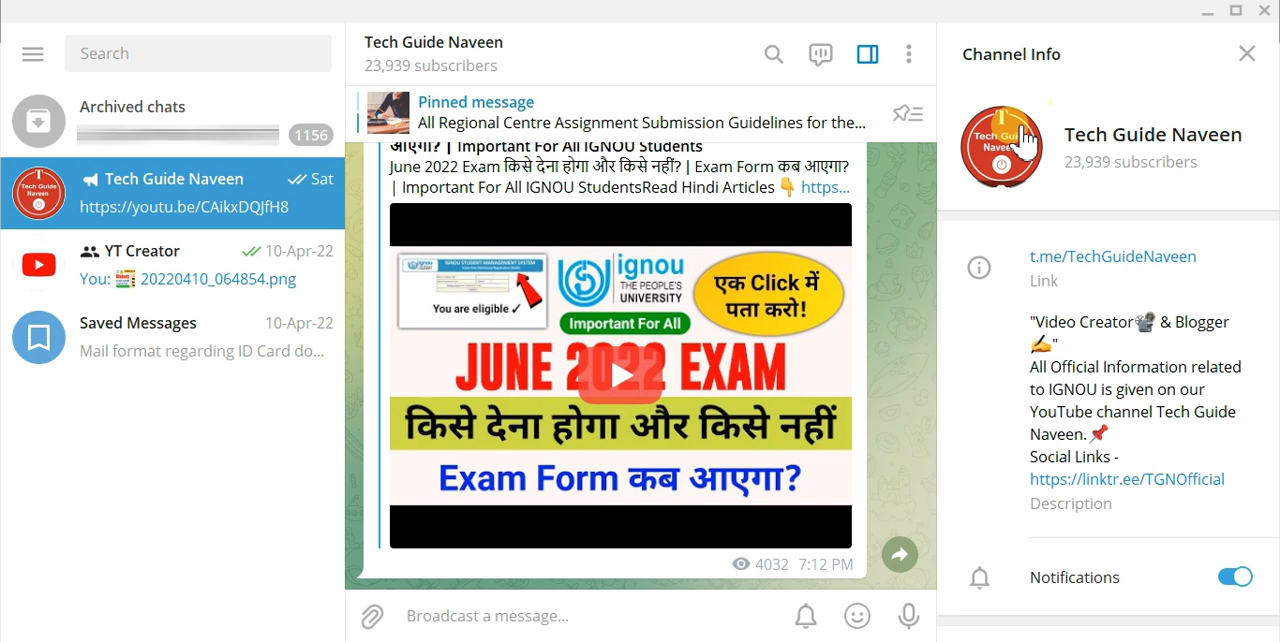 Search
Archived chats
1156
Tech Guide Naveen
Sat
https://youtu.be/CAikxDQJfH8
YT Creator
10-Apr-22
You: 20220410_064854.png
Saved Messages
10-Apr-22
Mail format regarding ID Card do...
Tech Guide Naveen
23,939 subscribers
Pinned message
All Regional Centre Assignment Submission Guidelines for the...
आएगा? | Important For All IGNOU Students
June 2022 Exam किसे देना होगा और किसे नहीं? | Exam Form कब आएगा?
| Important For All IGNOU StudentsRead Hindi Articles 👇 https...
IGNOU STUDENT MANAGEMENT SYSTEM
You are eligible ✓
ignou
THE PEOPLE'S
UNIVERSITY
Important For All
एक Click में
पता करो!
JUNE 2022 EXAM
किसे देना होगा और किसे नहीं
Exam Form कब आएगा?
4032 7:12 PM
Broadcast a message...
Channel Info
Tech Guide Naveen
23,939 subscribers
t.me/TechGuideNaveen
Link
"Video Creator📽️ & Blogger
✍️"
All Official Information related
to IGNOU is given on our
YouTube channel Tech Guide
Naveen.📌
Social Links -
https://linktr.ee/TGNOfficial
Description
Notifications